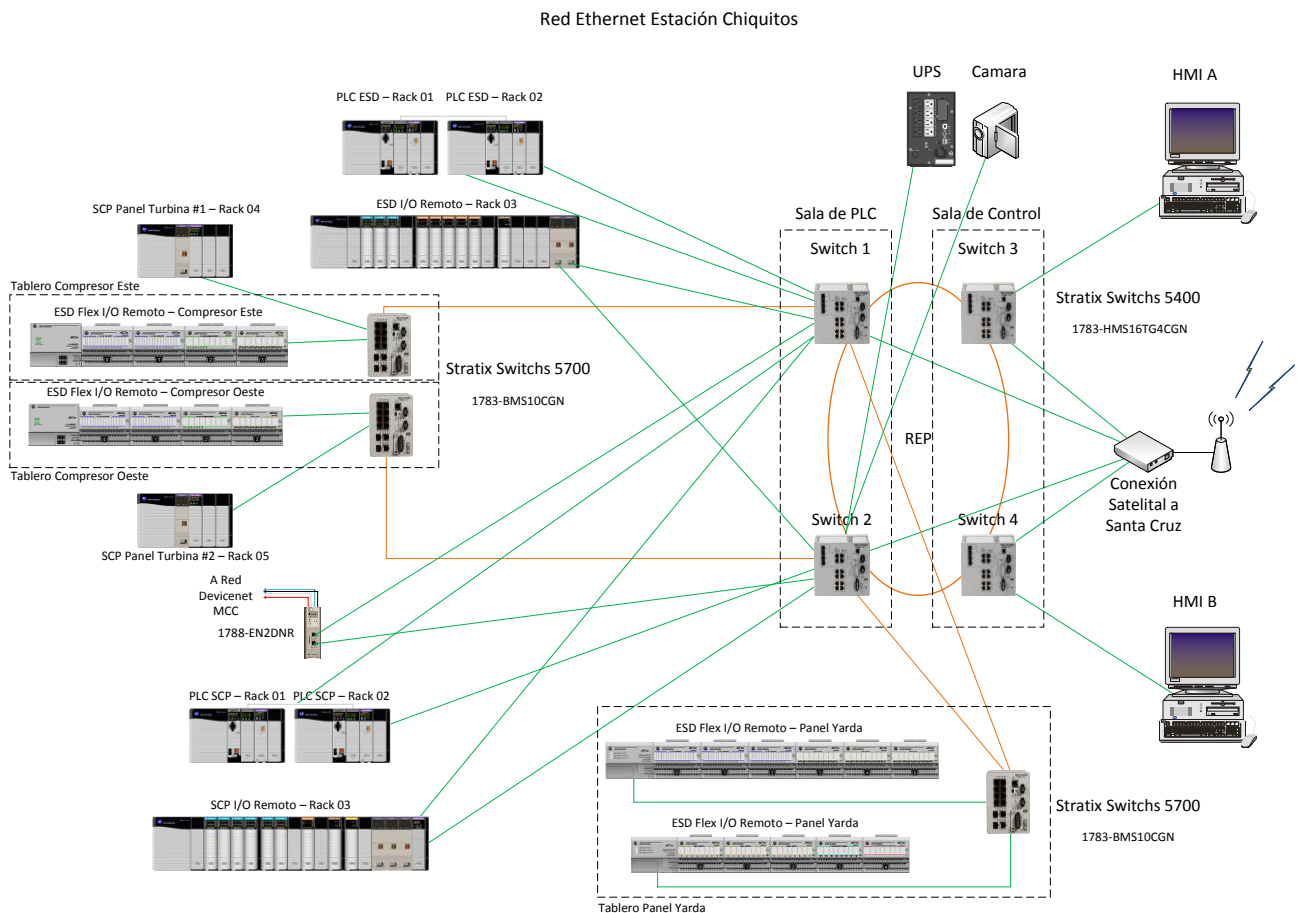 Red Ethernet Estación Chiquitos
UPS
Camara
HMI A
PLC ESD – Rack 01
PLC ESD – Rack 02
SCP Panel Turbina #1 – Rack 04
ESD I/O Remoto – Rack 03
Sala de PLC
Sala de Control
Switch 1
Switch 3
Tablero Compresor Este
ESD Flex I/O Remoto – Compresor Este
Stratix Switchs 5400
1783-HMS16TG4CGN
Stratix Switchs 5700
1783-BMS10CGN
ESD Flex I/O Remoto – Compresor Oeste
Tablero Compresor Oeste
REP
Conexión
Satelital a
Santa Cruz
Switch 2
Switch 4
SCP Panel Turbina #2 – Rack 05
A Red
Devicenet
MCC
1788-EN2DNR
HMI B
PLC SCP – Rack 01
PLC SCP – Rack 02
ESD Flex I/O Remoto – Panel Yarda
SCP I/O Remoto – Rack 03
Stratix Switchs 5700
1783-BMS10CGN
ESD Flex I/O Remoto – Panel Yarda
Tablero Panel Yarda